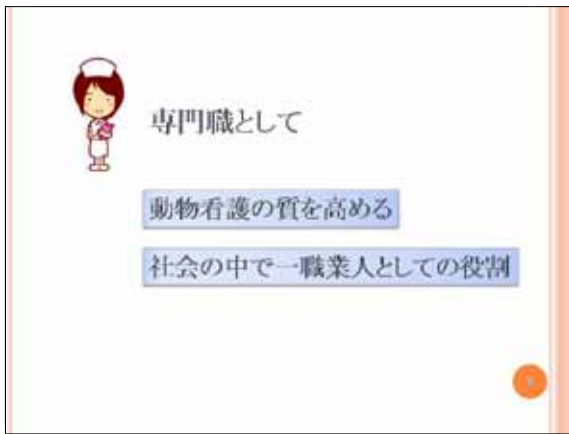 専門職として
動物看護の質を高める
社会の中で一職業人としての役割